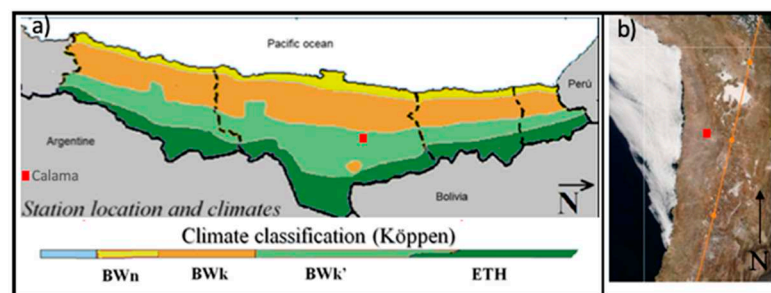 a)
Pacific ocean
Perú
Argentine
Calama
Bolivia
Station location and climates
N
Climate classification (Köppen)
BWn BWk BWk' ETH
b)
N